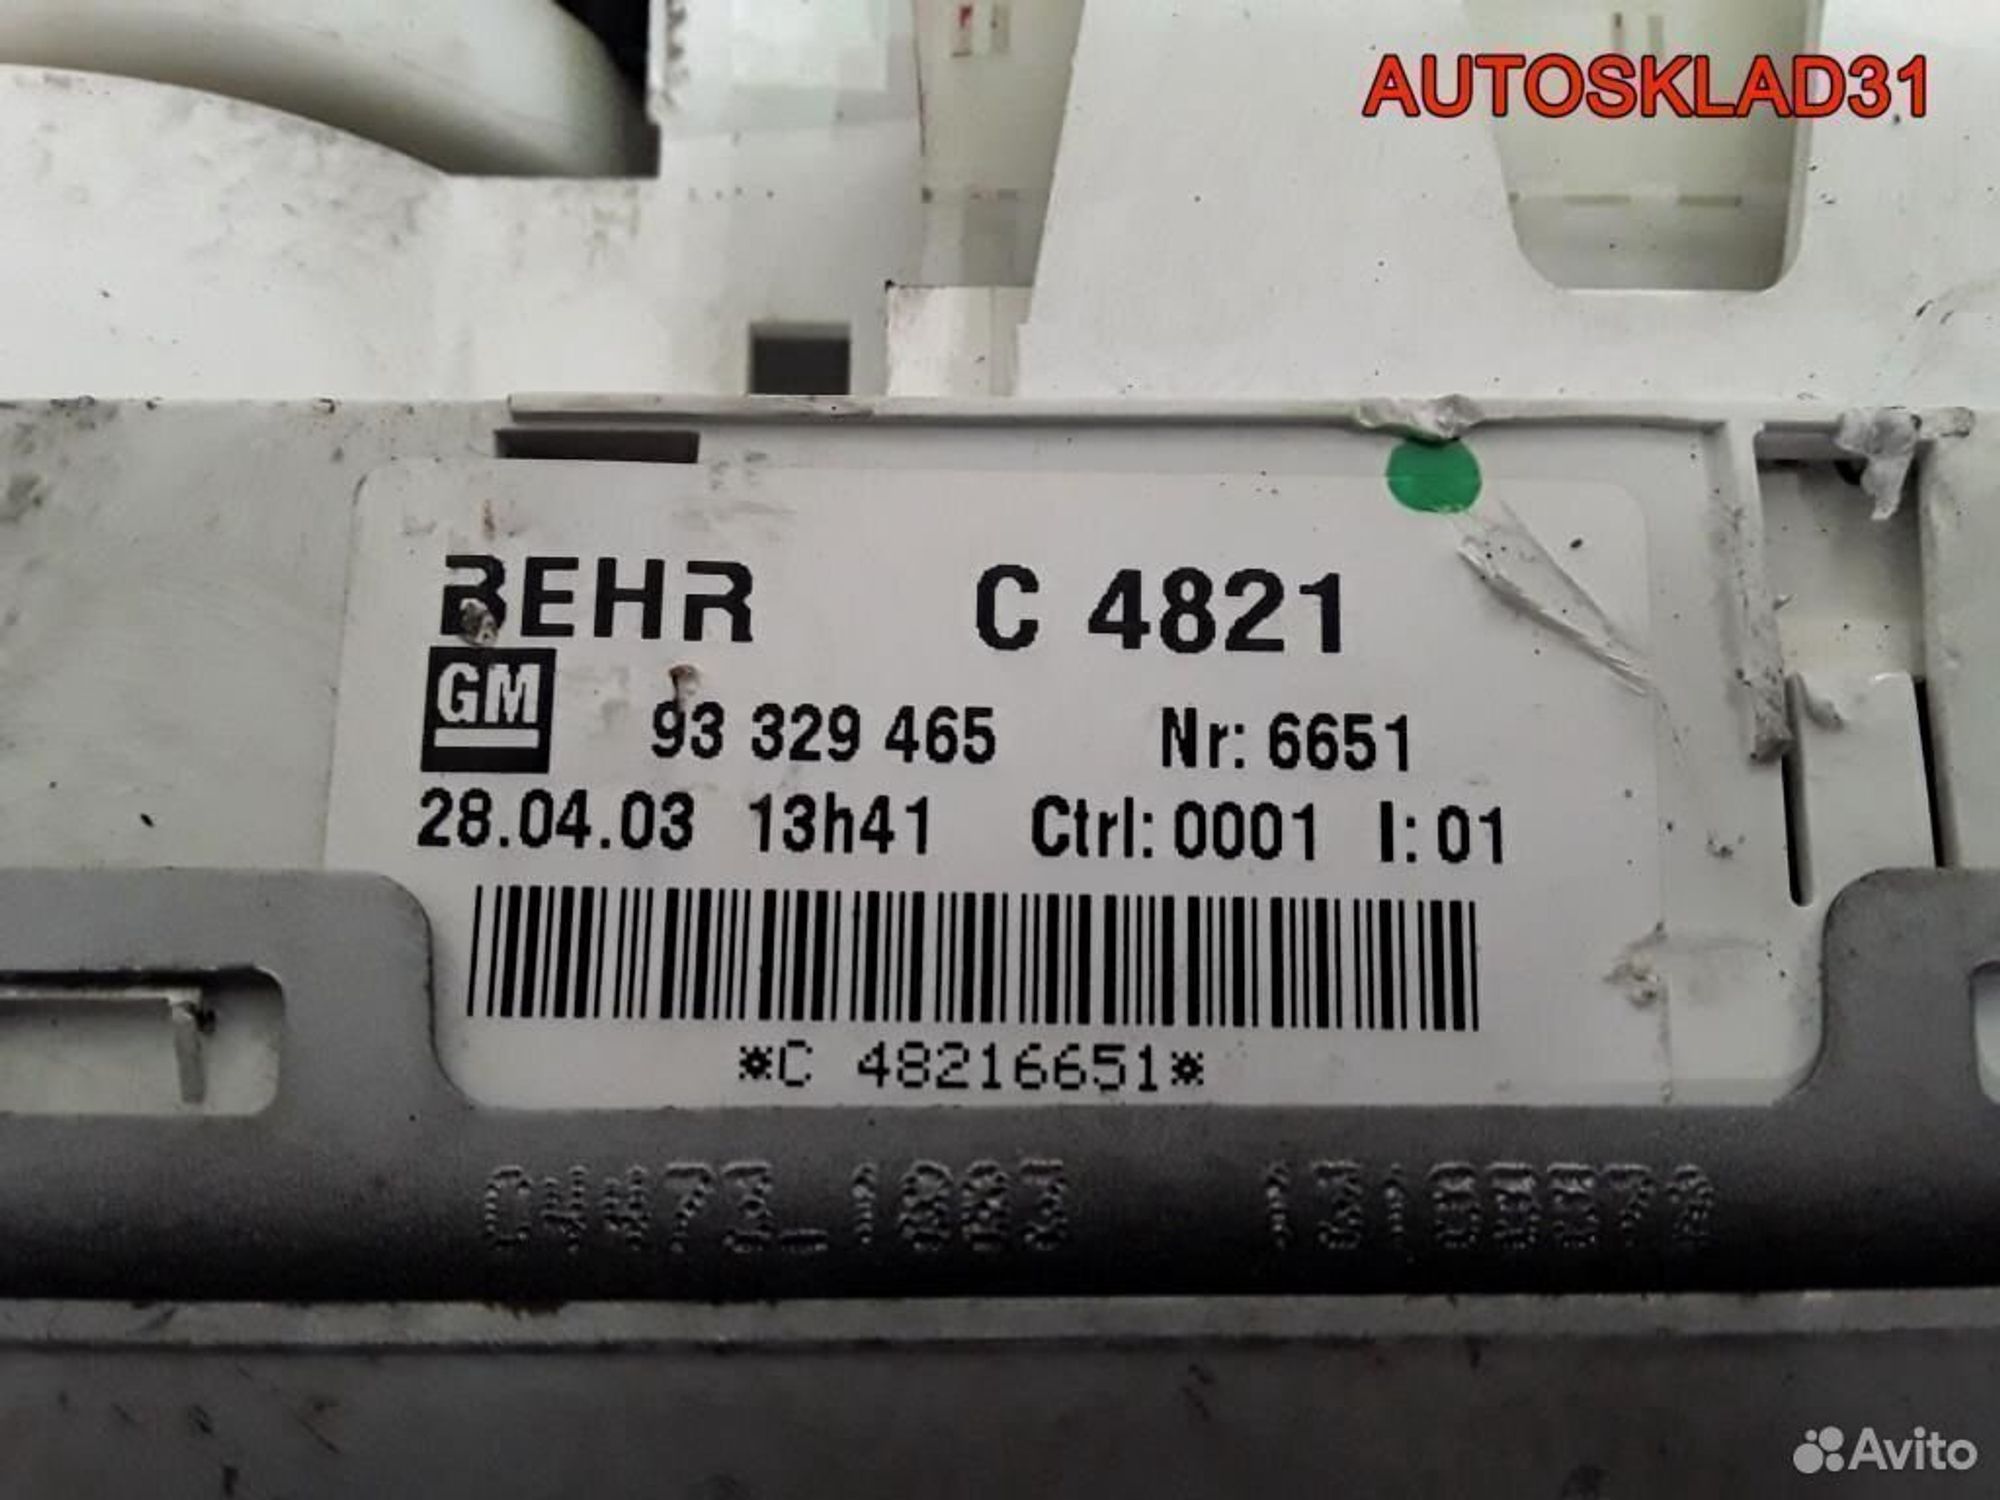 AUTOSKLAD31
BEHR C 4821
GM 93 329 465 Nr: 6651
28.04.03 13h41 Ctrl: 0001 I: 01
*C 48216651*
Avito